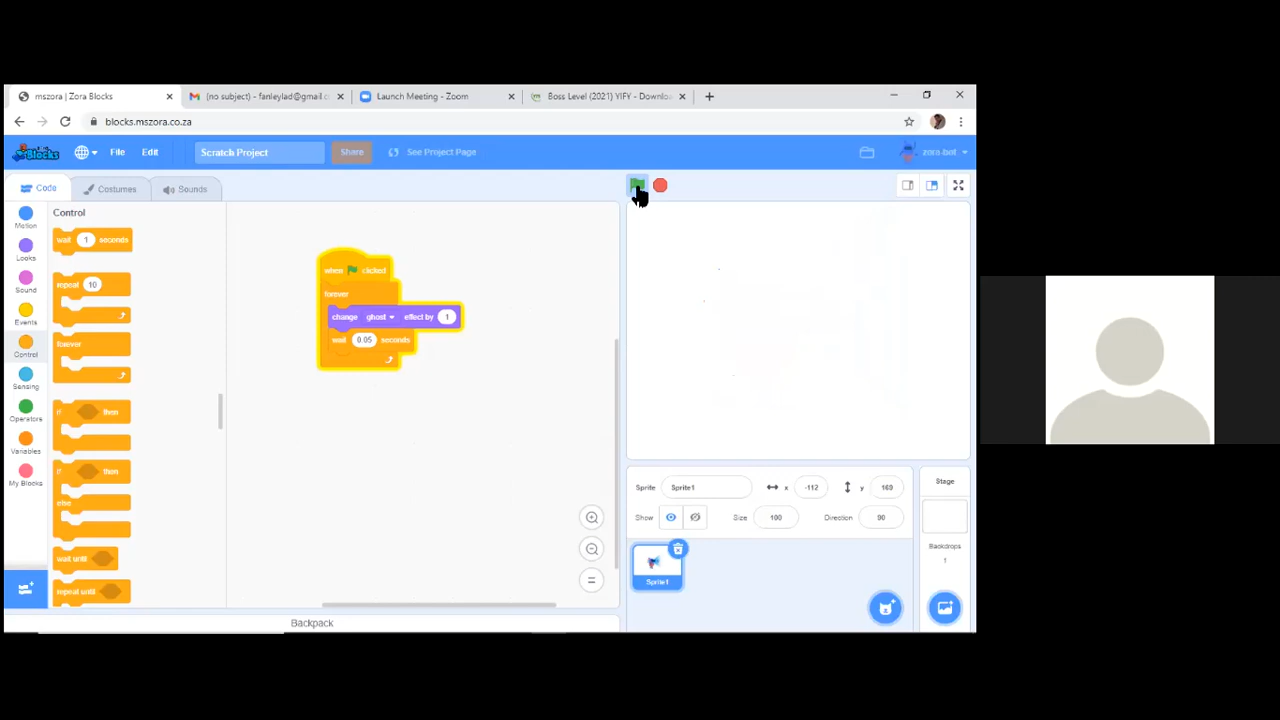 mszora | Zora Blocks
(no subject) - fanleylad@gmail.c
Launch Meeting - Zoom
Boss Level (2021) YIFY - Downloa
blocks.mszora.co.za
Blocks
File
Edit
Scratch Project
Share
See Project Page
zora-bot
Code
Costumes
Sounds
Motion
Looks
Sound
Events
Control
Sensing
Operators
Variables
My Blocks
Control
wait 1 seconds
repeat 10
forever
if then
if then
else
wait until
repeat until
when clicked
forever
change ghost effect by 1
wait 0.05 seconds
Backpack
Sprite Sprite1 x -112 y 169
Show Size 100 Direction 90
Sprite1
Stage
Backdrops
1